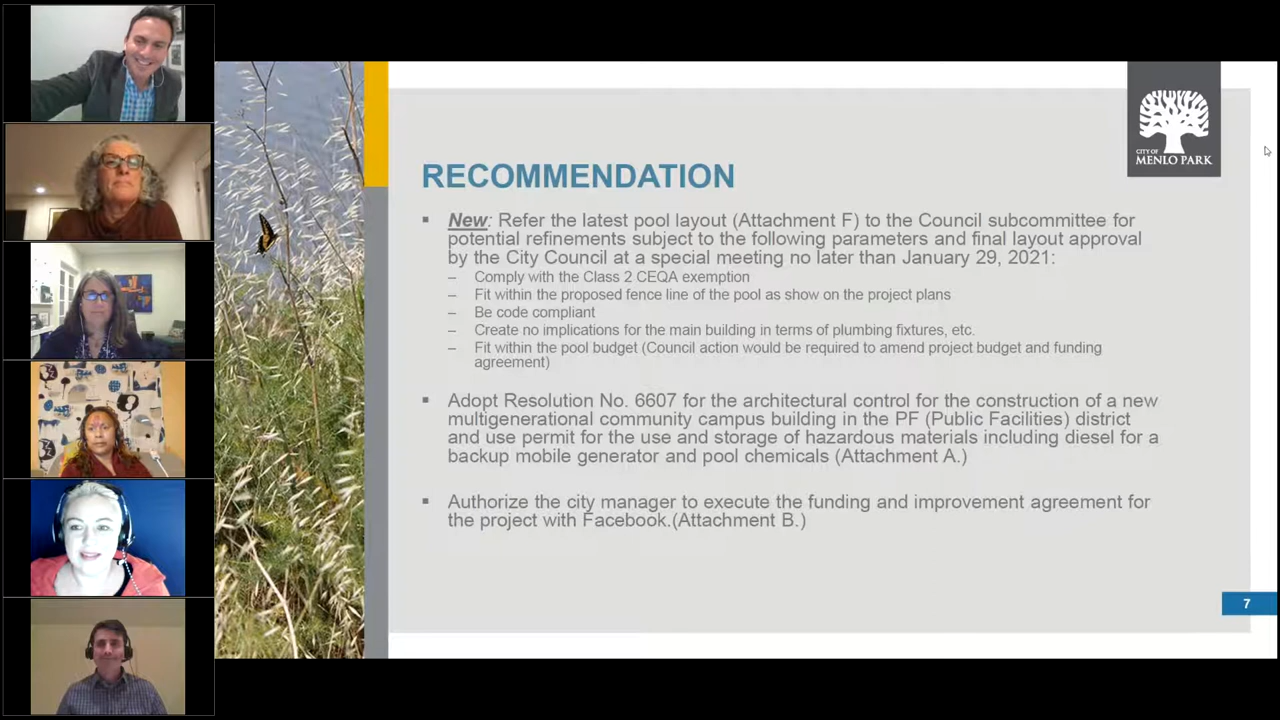 CITY OF
MENLO PARK
RECOMMENDATION
▪ New: Refer the latest pool layout (Attachment F) to the Council subcommittee for
potential refinements subject to the following parameters and final layout approval
by the City Council at a special meeting no later than January 29, 2021:
– Comply with the Class 2 CEQA exemption
– Fit within the proposed fence line of the pool as show on the project plans
– Be code compliant
– Create no implications for the main building in terms of plumbing fixtures, etc.
– Fit within the pool budget (Council action would be required to amend project budget and funding
agreement)
▪ Adopt Resolution No. 6607 for the architectural control for the construction of a new
multigenerational community campus building in the PF (Public Facilities) district
and use permit for the use and storage of hazardous materials including diesel for a
backup mobile generator and pool chemicals (Attachment A.)
▪ Authorize the city manager to execute the funding and improvement agreement for
the project with Facebook.(Attachment B.)
7